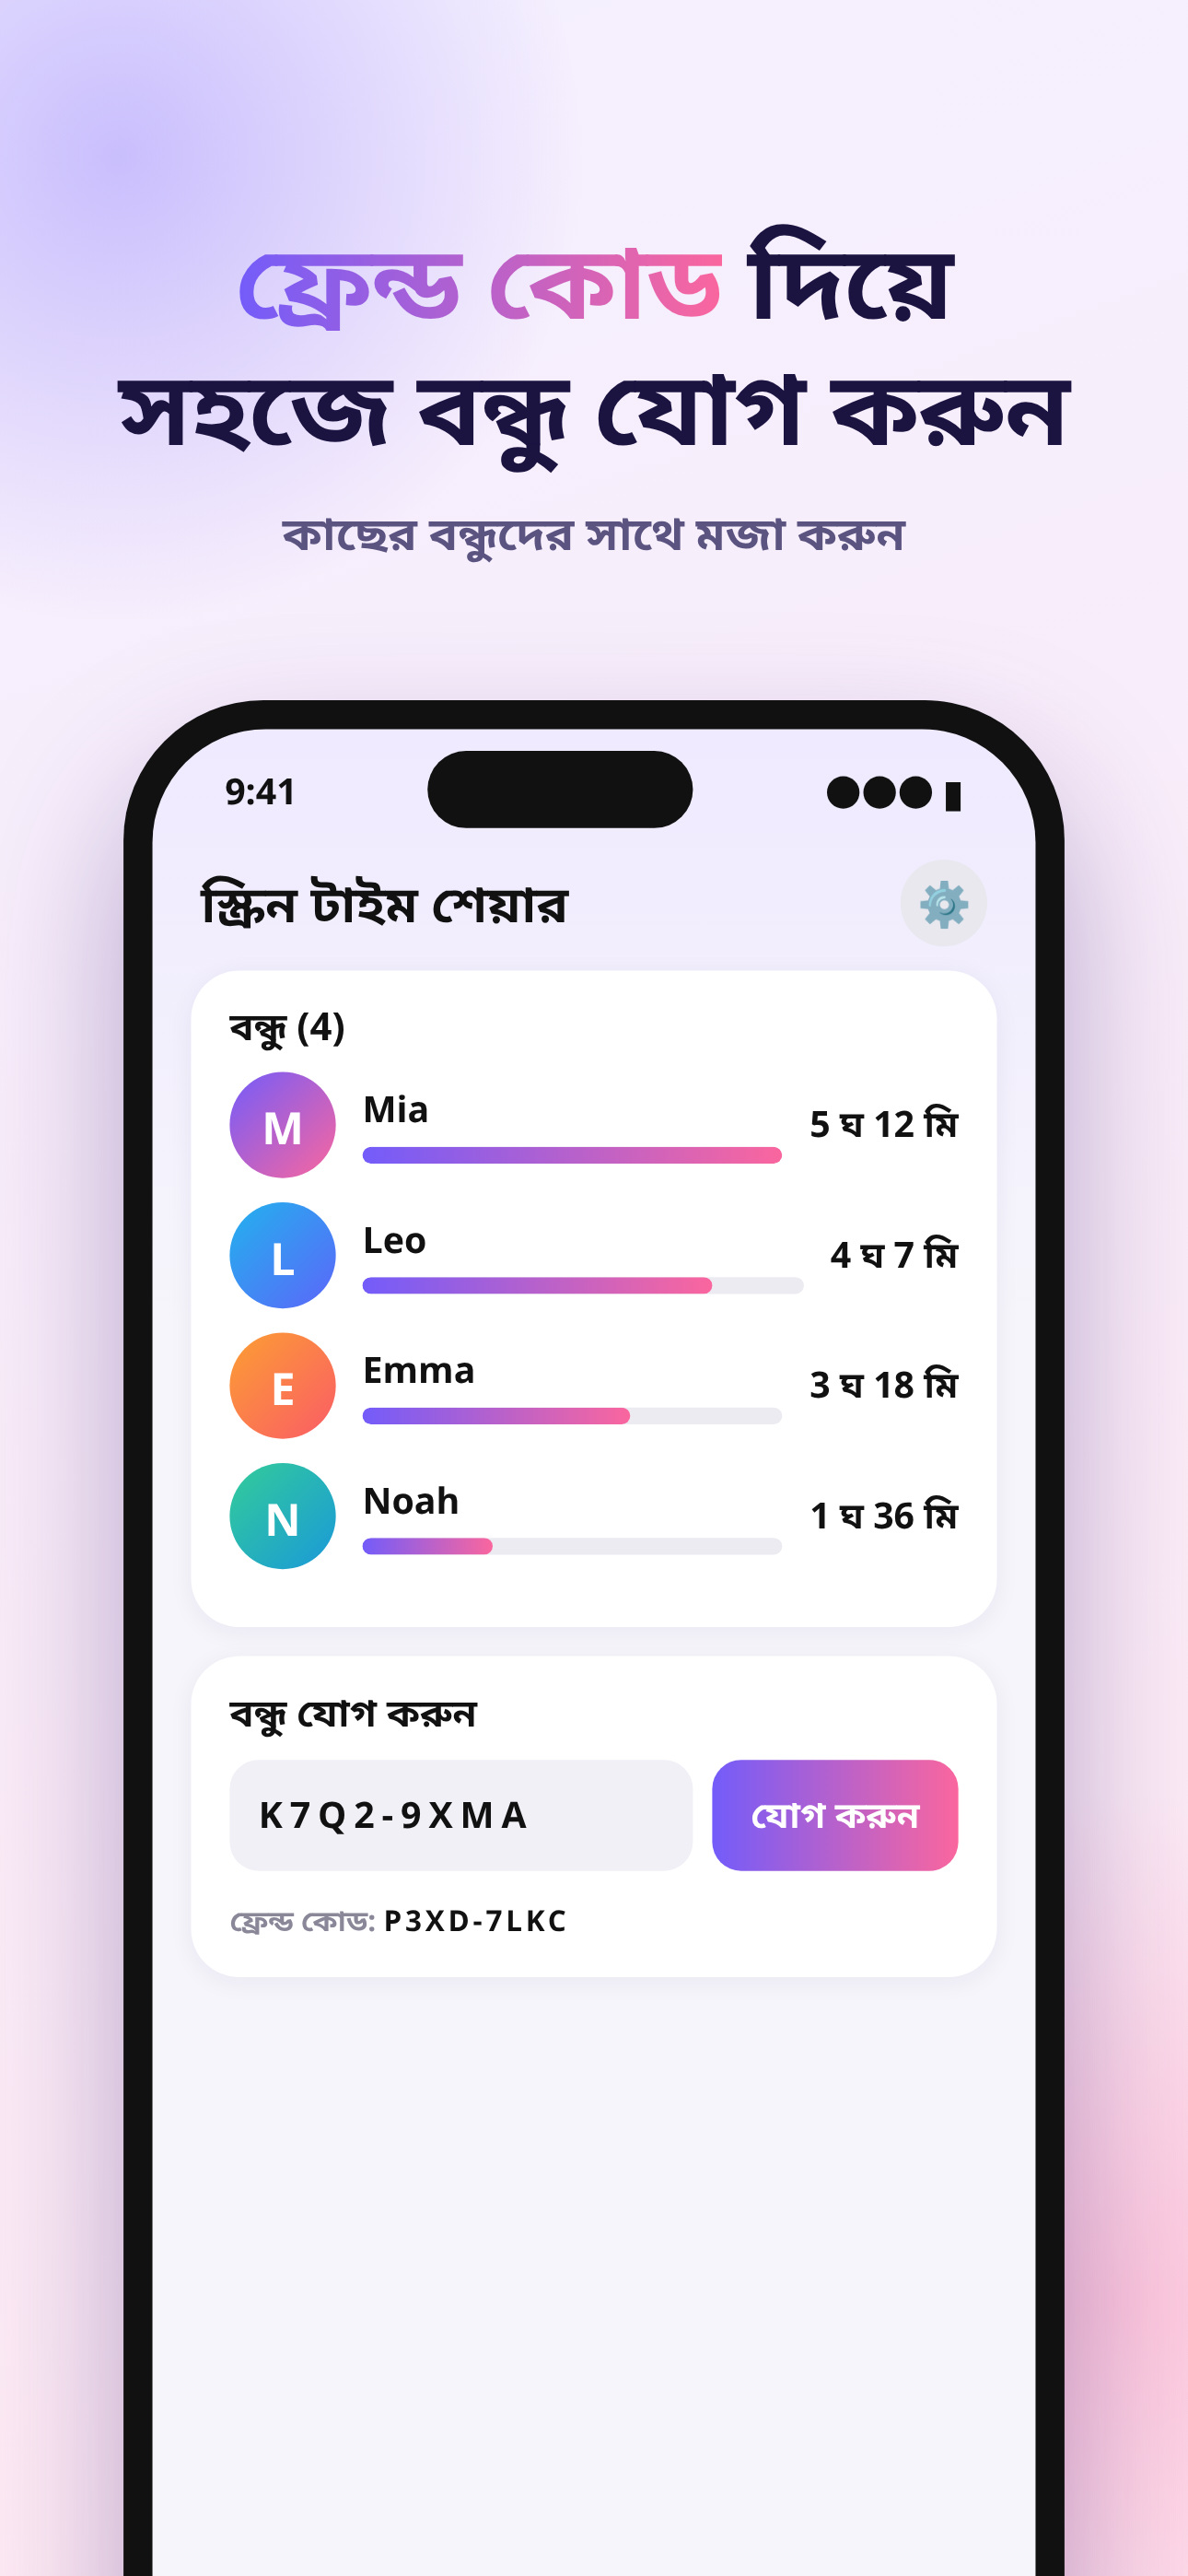 ফ্রেন্ড কোড দিয়ে
সহজে বন্ধু যোগ করুন
কাছের বন্ধুদের সাথে মজা করুন
9:41
স্ক্রিন টাইম শেয়ার
বন্ধু (4)
M Mia 5 ঘ 12 মি
L Leo 4 ঘ 7 মি
E Emma 3 ঘ 18 মি
N Noah 1 ঘ 36 মি
বন্ধু যোগ করুন
K7Q2-9XMA যোগ করুন
ফ্রেন্ড কোড: P3XD-7LKC